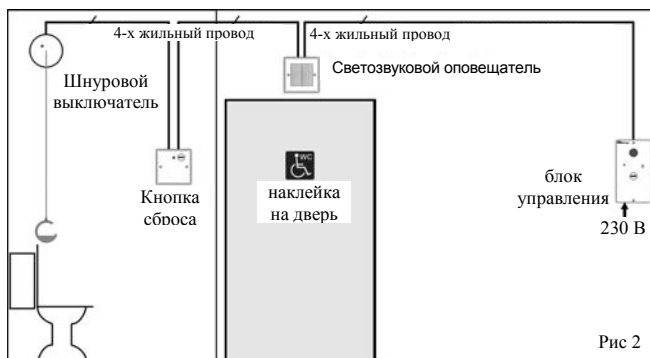 4-х жильный провод
4-х жильный провод
Светозвуковой оповещатель
Шнуровой
выключатель
WC
Кнопка
сброса
наклейка
на дверь
блок
управления
230 В
Рис 2